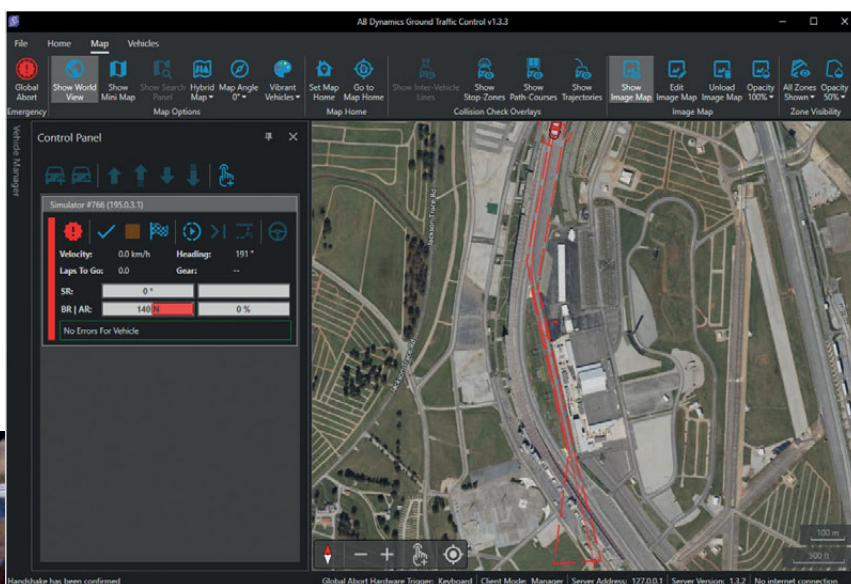 AB Dynamics Ground Traffic Control v1.3.3
File Home Map Vehicles
Global Abort
Show World View
Show Mini Map
Show Search Panel
Hybrid Map
Map Angle 0°
Vibrant Vehicles
Set Map Home
Go to Map Home
Show Inter-Vehicle Lines
Show Stop-Zones
Show Path-Courses
Show Trajectories
Show Image Map
Edit Image Map
Unload Image Map
Opacity 100%
All Zones Shown
Opacity 50%
Emergency Map Options Map Home Collision Check Overlays Image Map Zone Visibility
Vehicle Manager
Control Panel
Simulator #766 (195.0.3.1)
Velocity: 0.0 km/h Heading: 191 °
Laps To Go: 0.0 Gear: --
SR: 0 °
BR | AR: 140 N 0 %
No Errors For Vehicle
Jackson Trace Rd
Jackson Trace Rd
100 m
500 ft
Handshake has been confirmed
Global Abort Hardware Trigger: Keyboard Client Mode: Manager Server Address: 127.0.0.1 Server Version: 1.3.2 No internet connection